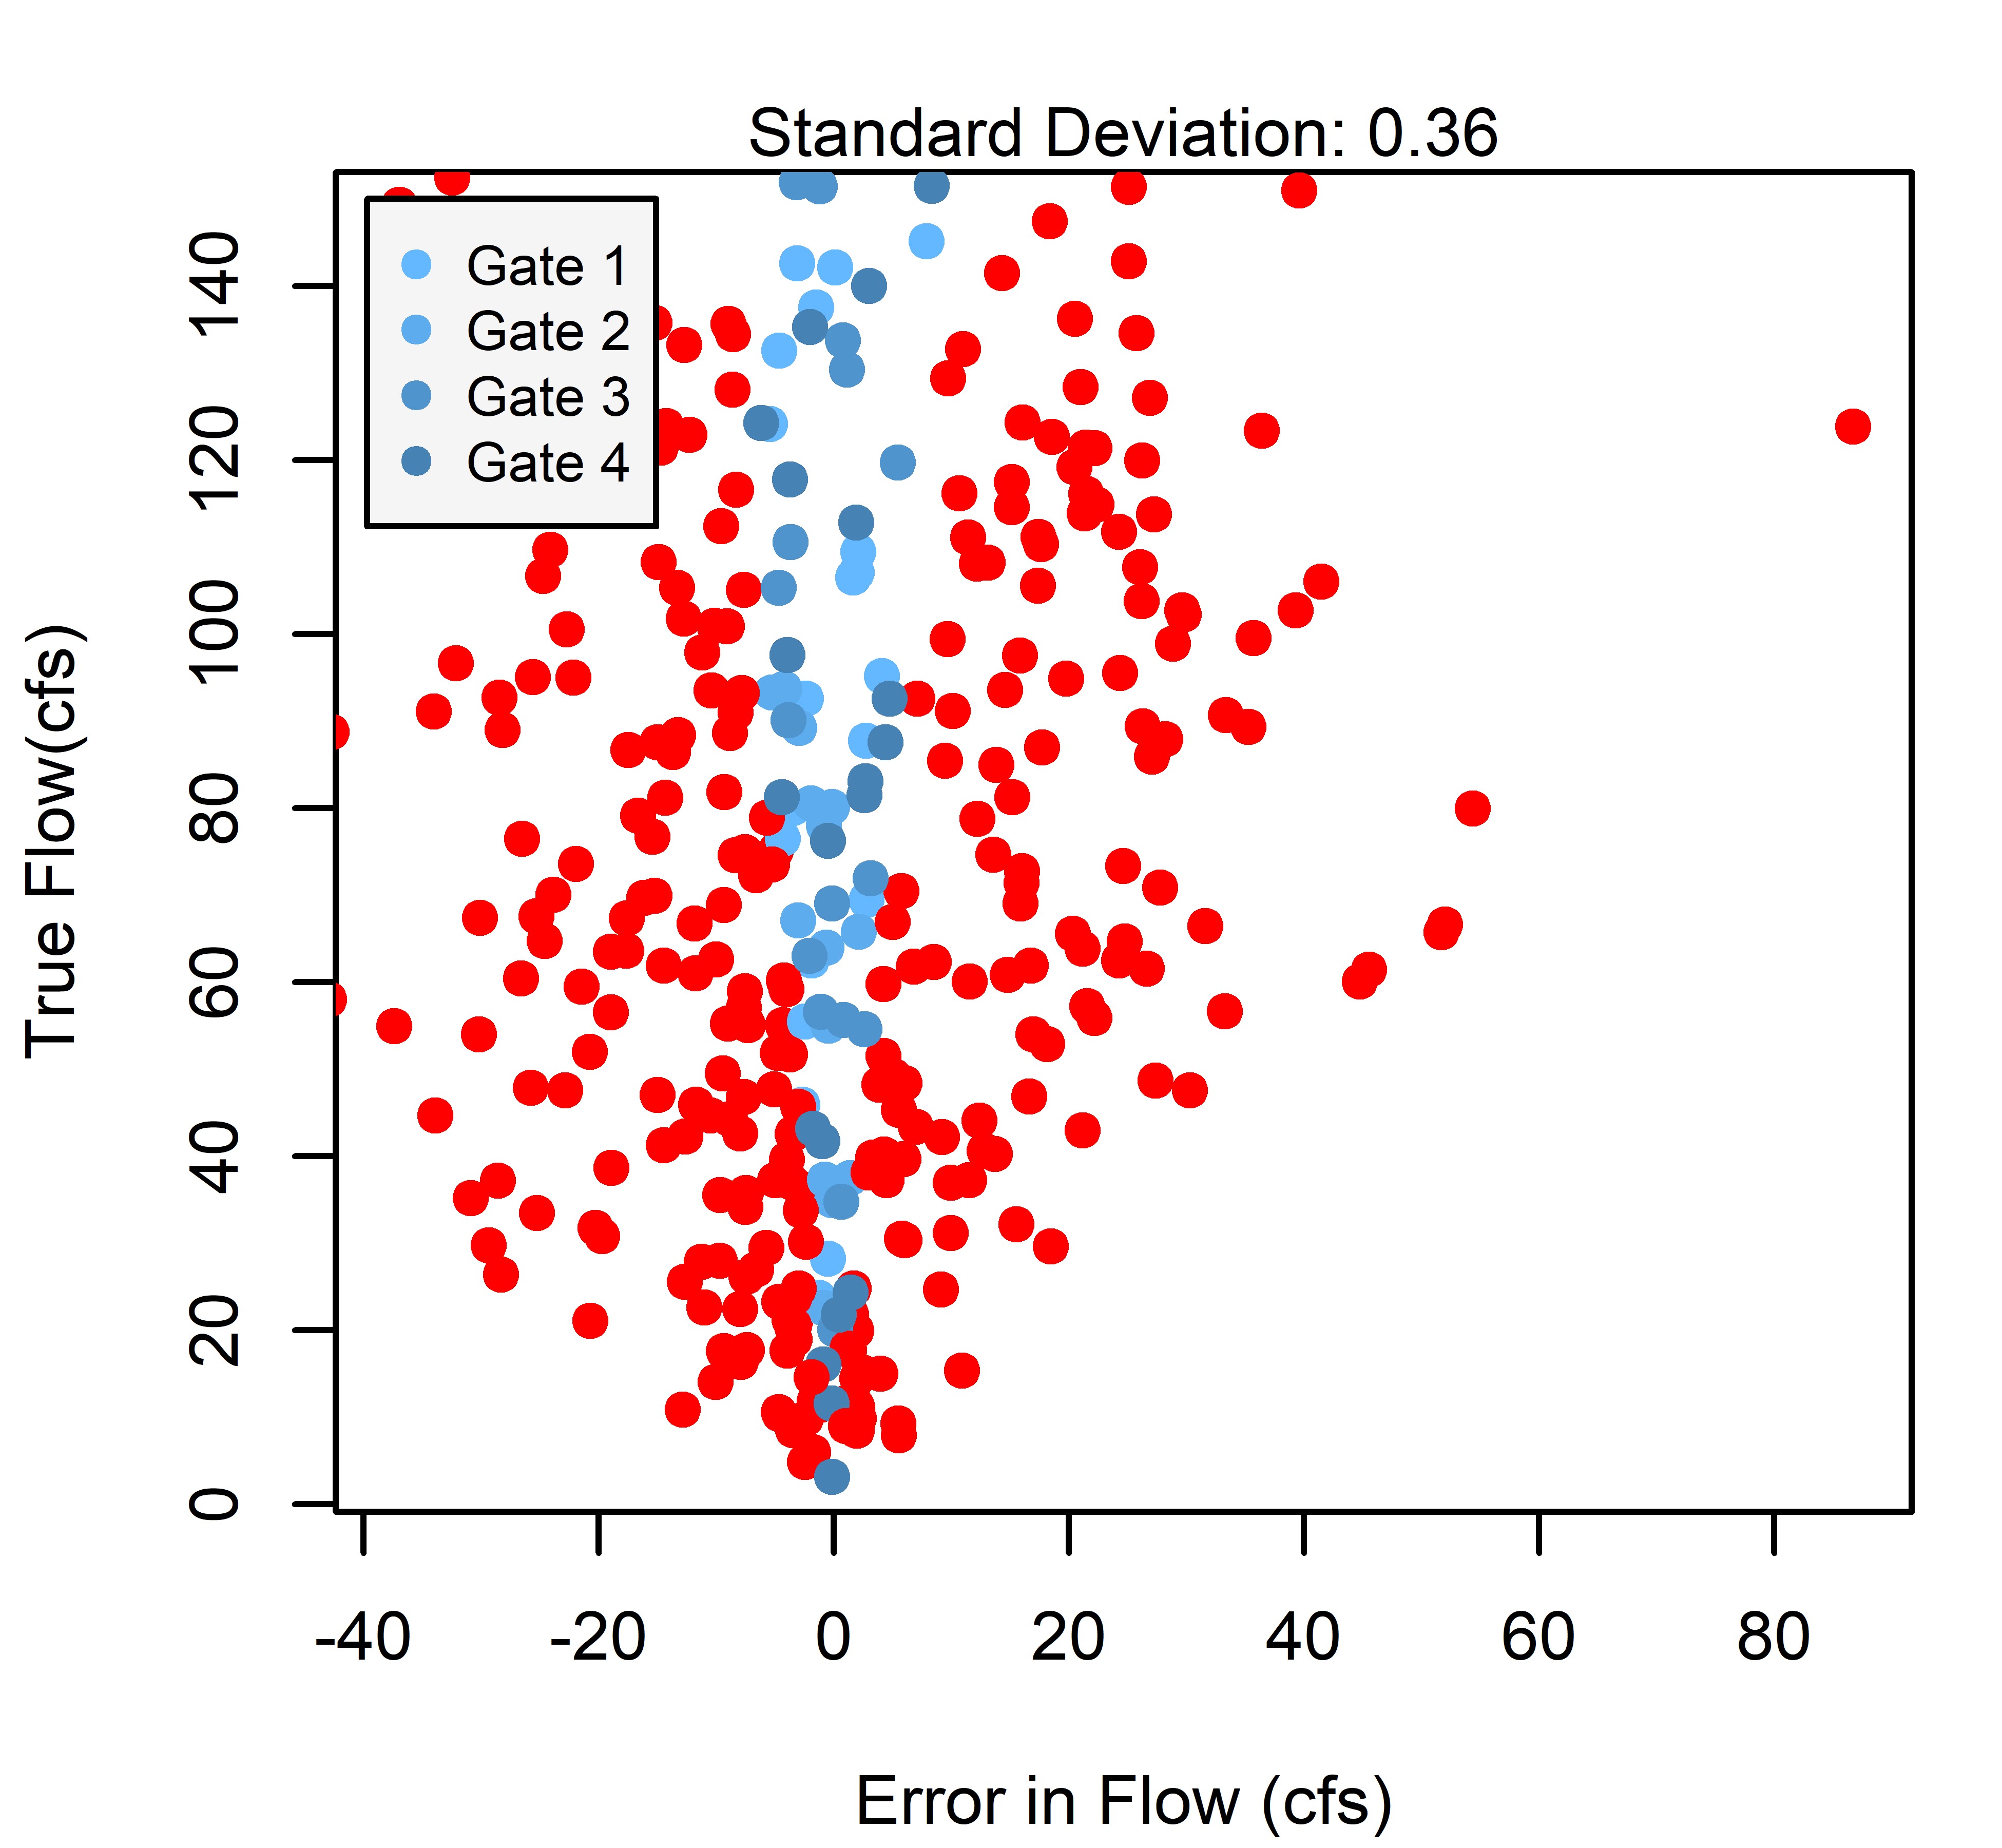 Standard Deviation: 0.36
Gate 1
Gate 2
Gate 3
Gate 4
True Flow(cfs)
140
120
100
80
60
40
20
0
-40 -20 0 20 40 60 80
Error in Flow (cfs)